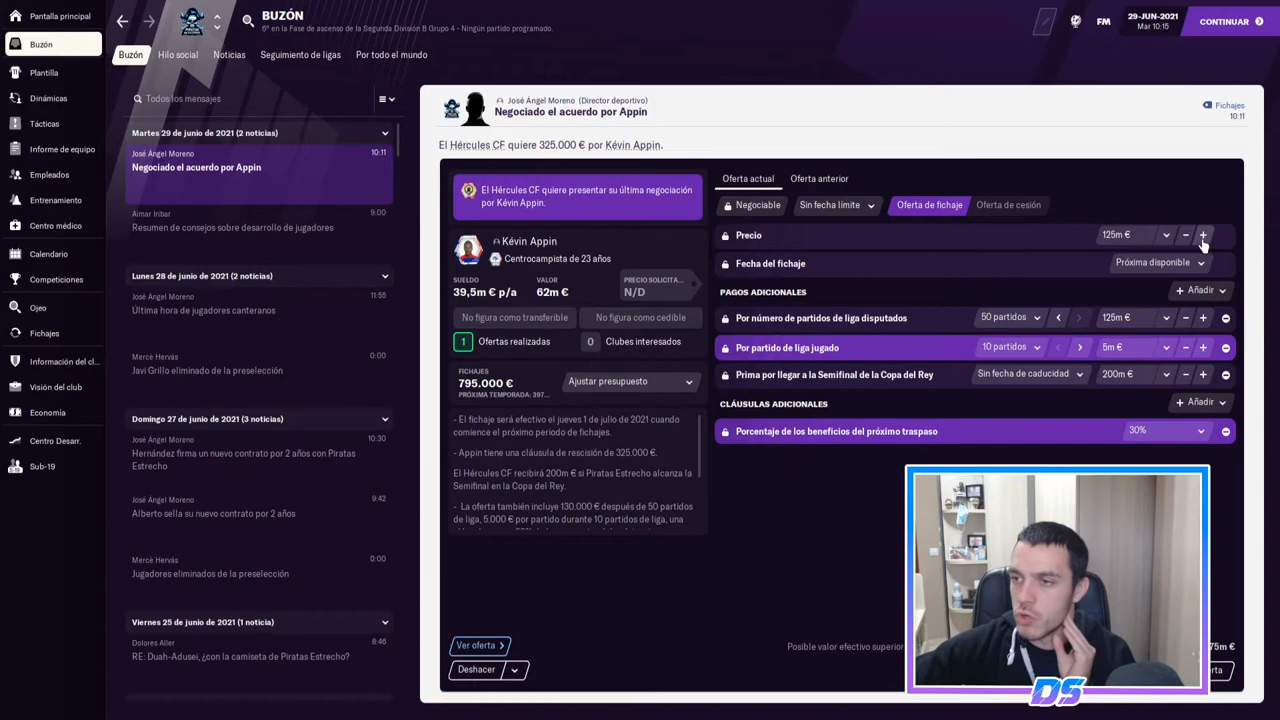 Pantalla principal
Buzón
Plantilla
Dinámicas
Tácticas
Informe de equipo
Empleados
Entrenamiento
Centro médico
Calendario
Competiciones
Ojeo
Fichajes
Información del cl...
Visión del club
Economía
Centro Desarr.
Sub-19
BUZÓN
6º en la Fase de ascenso de la Segunda División B Grupo 4 - Ningún partido programado.
FM
29-JUN-2021
Mar 10:15
CONTINUAR
Buzón
Hilo social
Noticias
Seguimiento de ligas
Por todo el mundo
Todos los mensajes
Martes 29 de junio de 2021 (2 noticias)
José Ángel Moreno 10:11
Negociado el acuerdo por Appin
Aimar Iribar 9:00
Resumen de consejos sobre desarrollo de jugadores
Lunes 28 de junio de 2021 (2 noticias)
José Ángel Moreno 11:55
Última hora de jugadores canteranos
Mercè Hervás 0:00
Javi Grillo eliminado de la preselección
Domingo 27 de junio de 2021 (3 noticias)
José Ángel Moreno 10:30
Hernández firma un nuevo contrato por 2 años con Piratas
Estrecho
José Ángel Moreno 9:42
Alberto sella su nuevo contrato por 2 años
Mercè Hervás 0:00
Jugadores eliminados de la preselección
Viernes 25 de junio de 2021 (1 noticia)
Dolores Aller 8:46
RE: Duah-Adusei, ¿con la camiseta de Piratas Estrecho?
José Ángel Moreno (Director deportivo)
Negociado el acuerdo por Appin
Fichajes
10:11
El Hércules CF quiere 325.000 € por Kévin Appin.
El Hércules CF quiere presentar su última negociación
por Kévin Appin.
Kévin Appin
Centrocampista de 23 años
SUELDO VALOR PRECIO SOLICITA...
39,5m € p/a 62m € N/D
No figura como transferible No figura como cedible
1 Ofertas realizadas 0 Clubes interesados
FICHAJES
795.000 € Ajustar presupuesto
PRÓXIMA TEMPORADA: 397...
- El fichaje será efectivo el jueves 1 de julio de 2021 cuando
comience el próximo periodo de fichajes.
- Appin tiene una cláusula de rescisión de 325.000 €.
El Hércules CF recibirá 200m € si Piratas Estrecho alcanza la
Semifinal en la Copa del Rey.
- La oferta también incluye 130.000 € después de 50 partidos
de liga, 5.000 € por partido durante 10 partidos de liga, una
Ver oferta
Deshacer
Oferta actual Oferta anterior
Negociable Sin fecha límite Oferta de fichaje Oferta de cesión
Precio 125m €
Fecha del fichaje Próxima disponible
PAGOS ADICIONALES + Añadir
Por número de partidos de liga disputados 50 partidos 125m €
Por partido de liga jugado 10 partidos 5m €
Prima por llegar a la Semifinal de la Copa del Rey Sin fecha de caducidad 200m €
CLÁUSULAS ADICIONALES + Añadir
Porcentaje de los beneficios del próximo traspaso 30%
Posible valor efectivo superior
75m €
DS